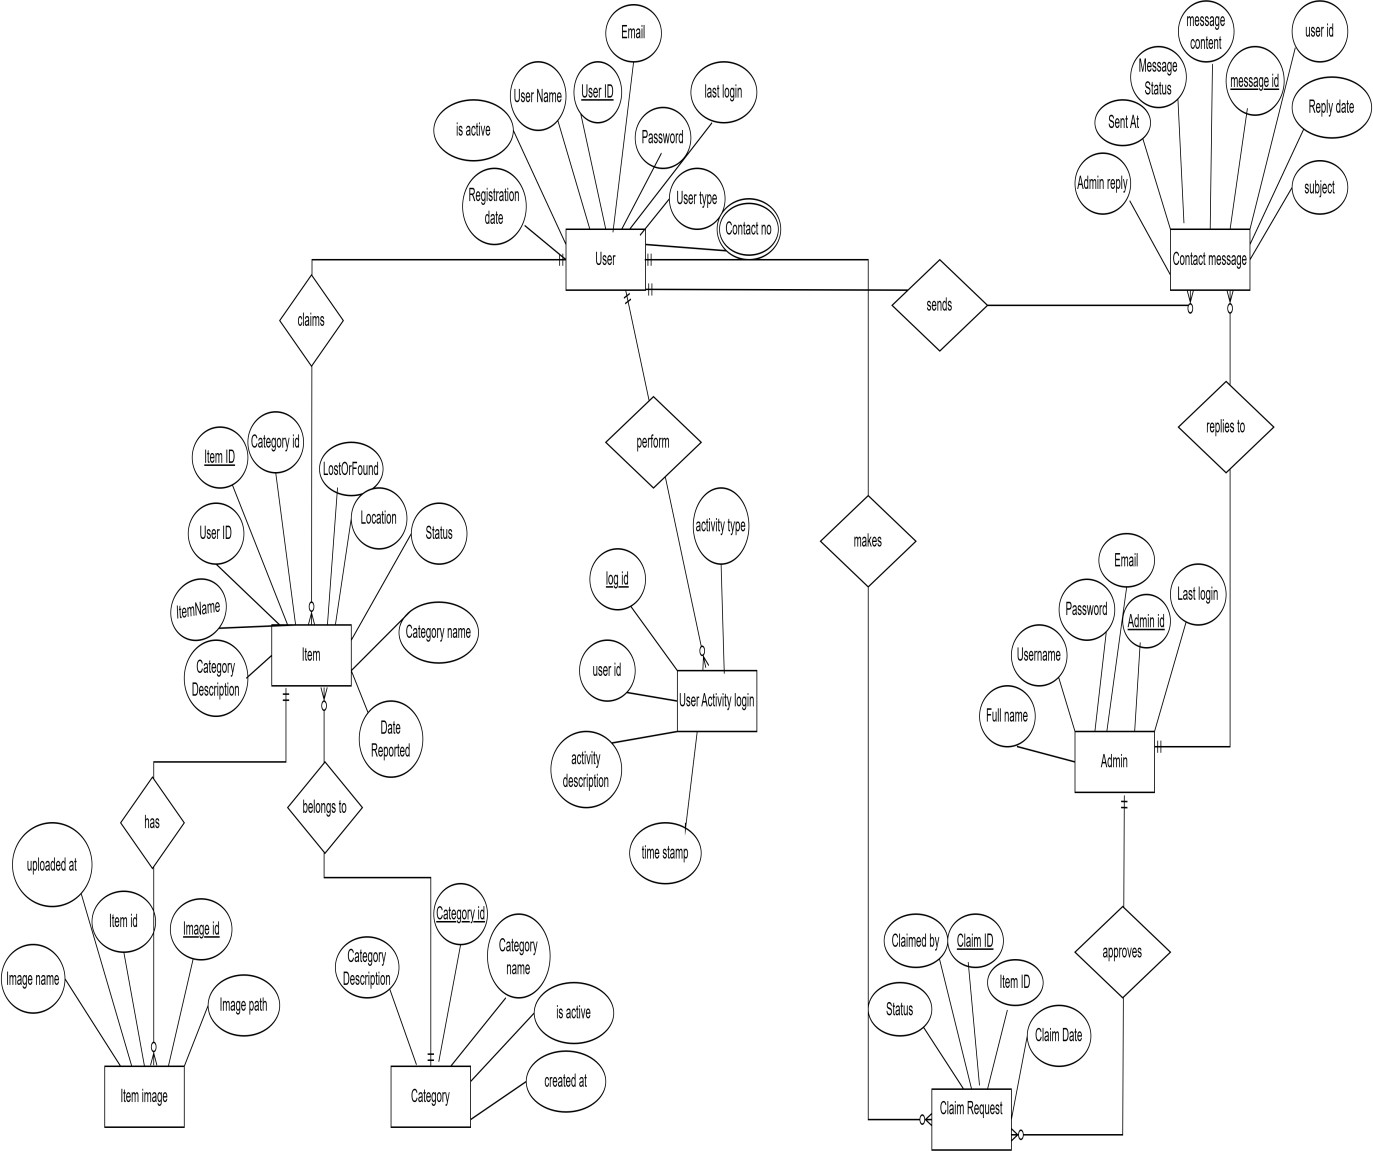 Email
last login
User ID
User Name
is active
Password
Registration
date
User type
Contact no
User
message
content
user id
Message
Status
message id
Reply date
Sent At
Admin reply
subject
Contact message
claims
sends
replies to
perform
makes
Item ID
Category id
LostOrFound
Location
Status
User ID
ItemName
Category
Description
Category name
Item
Date
Reported
activity type
log id
user id
User Activity login
activity
description
time stamp
Email
Password
Admin id
Last login
Username
Full name
Admin
has
belongs to
approves
uploaded at
Item id
Image id
Image name
Image path
Item image
Category id
Category
Description
Category
name
is active
created at
Category
Claimed by
Claim ID
Item ID
Status
Claim Date
Claim Request